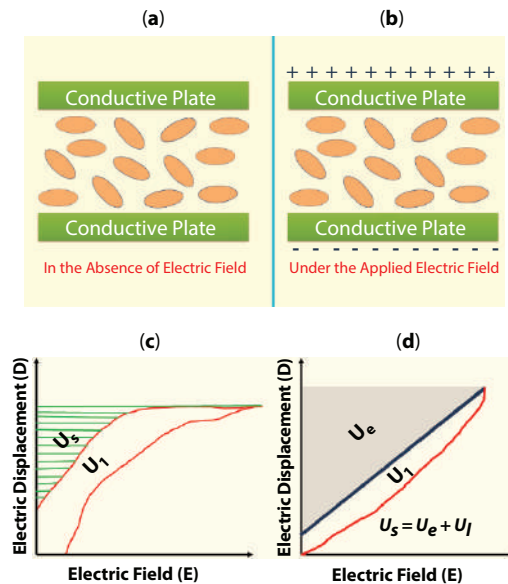 (a)
(b)
+ + + + + + + + + + +
Conductive Plate
Conductive Plate
Conductive Plate
Conductive Plate
- - - - - - - - - -
In the Absence of Electric Field
Under the Applied Electric Field
(c)
(d)
Electric Displacement (D)
Us
U1
Electric Field (E)
Electric Displacement (D)
Ue
U1
Us = Ue + Ul
Electric Field (E)